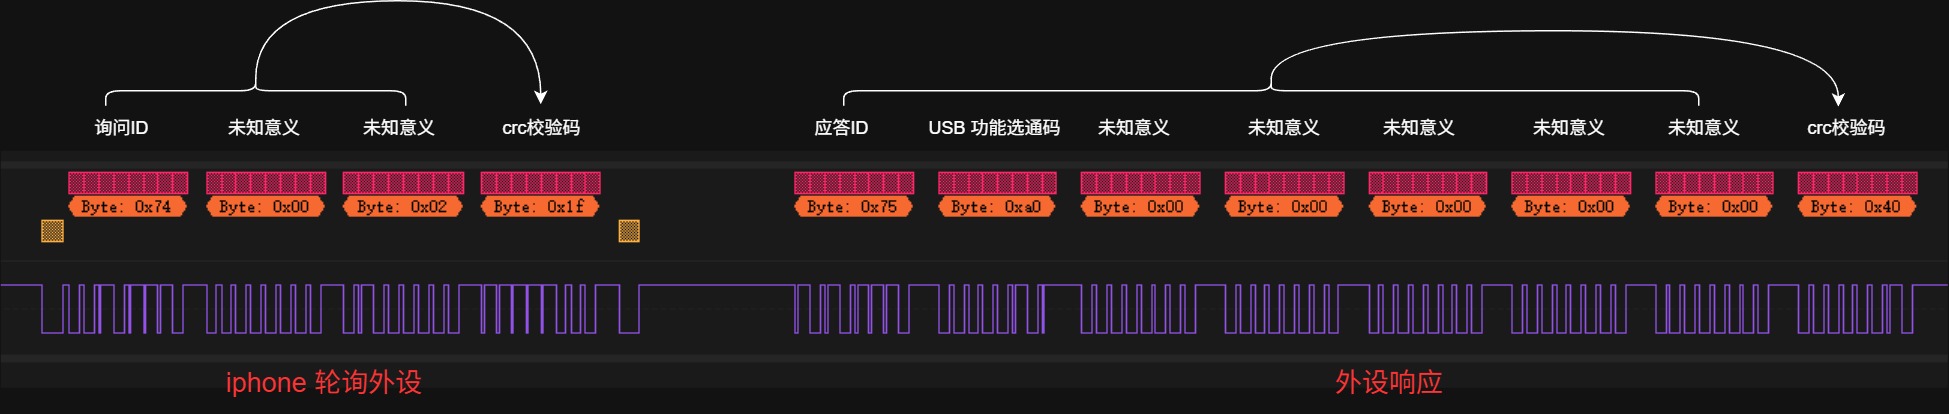 询问ID 未知意义 未知意义 crc校验码 应答ID USB 功能选通码 未知意义 未知意义 未知意义 未知意义 未知意义 crc校验码
Byte: 0x74 Byte: 0x00 Byte: 0x02 Byte: 0x1f Byte: 0x75 Byte: 0xa0 Byte: 0x00 Byte: 0x00 Byte: 0x00 Byte: 0x00 Byte: 0x00 Byte: 0x40
iphone 轮询外设 外设响应